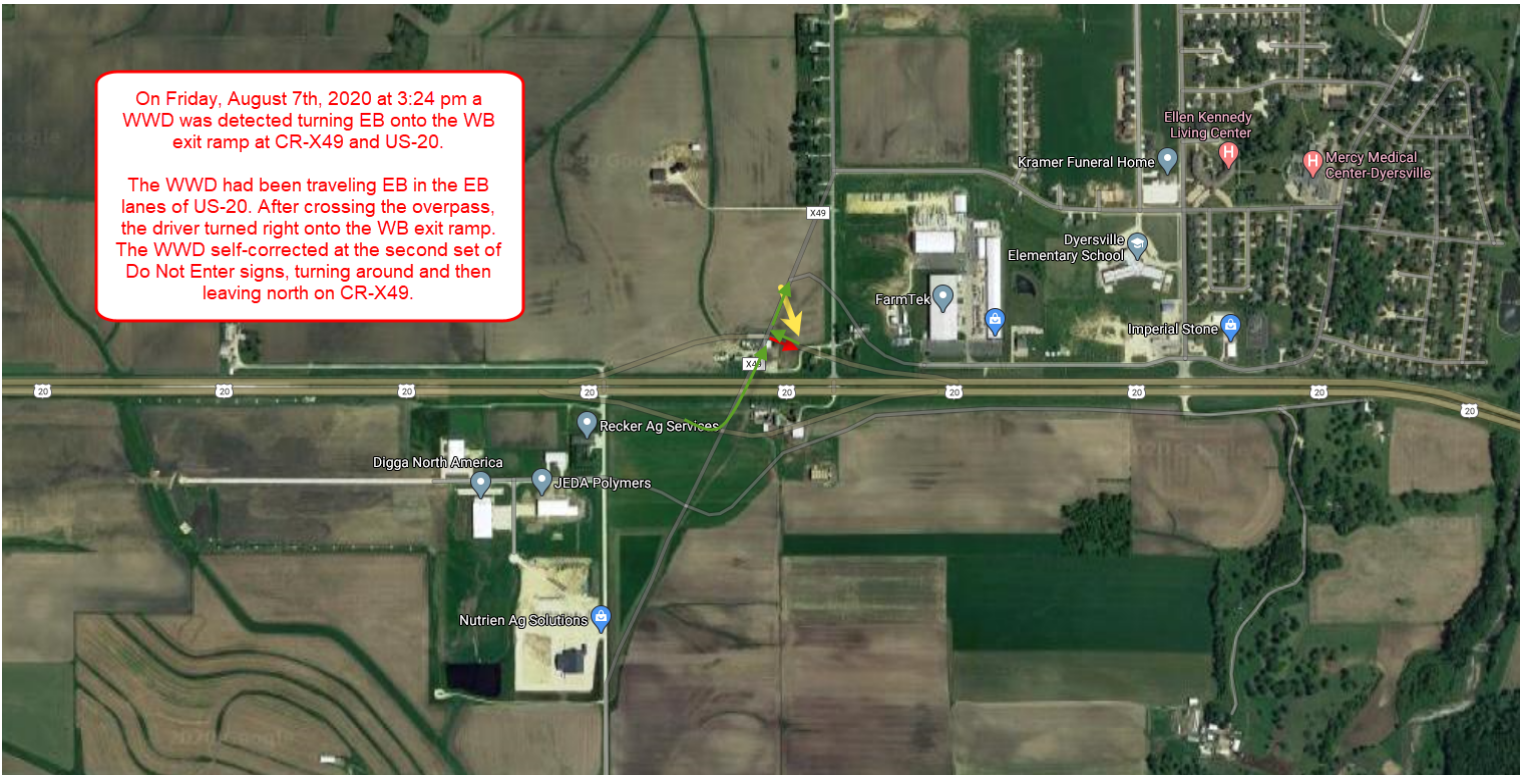 On Friday, August 7th, 2020 at 3:24 pm a
WWD was detected turning EB onto the WB
exit ramp at CR-X49 and US-20.
The WWD had been traveling EB in the EB
lanes of US-20. After crossing the overpass,
the driver turned right onto the WB exit ramp.
The WWD self-corrected at the second set of
Do Not Enter signs, turning around and then
leaving north on CR-X49.
Ellen Kennedy
Living Center
Kramer Funeral Home
H
H
Mercy Medical
Center-Dyersville
X49
Dyersville
Elementary School
FarmTek
Imperial Stone
X49
20
20
20
20
20
20
20
20
20
Recker Ag Services
Digga North America
JEDA Polymers
Nutrien Ag Solutions